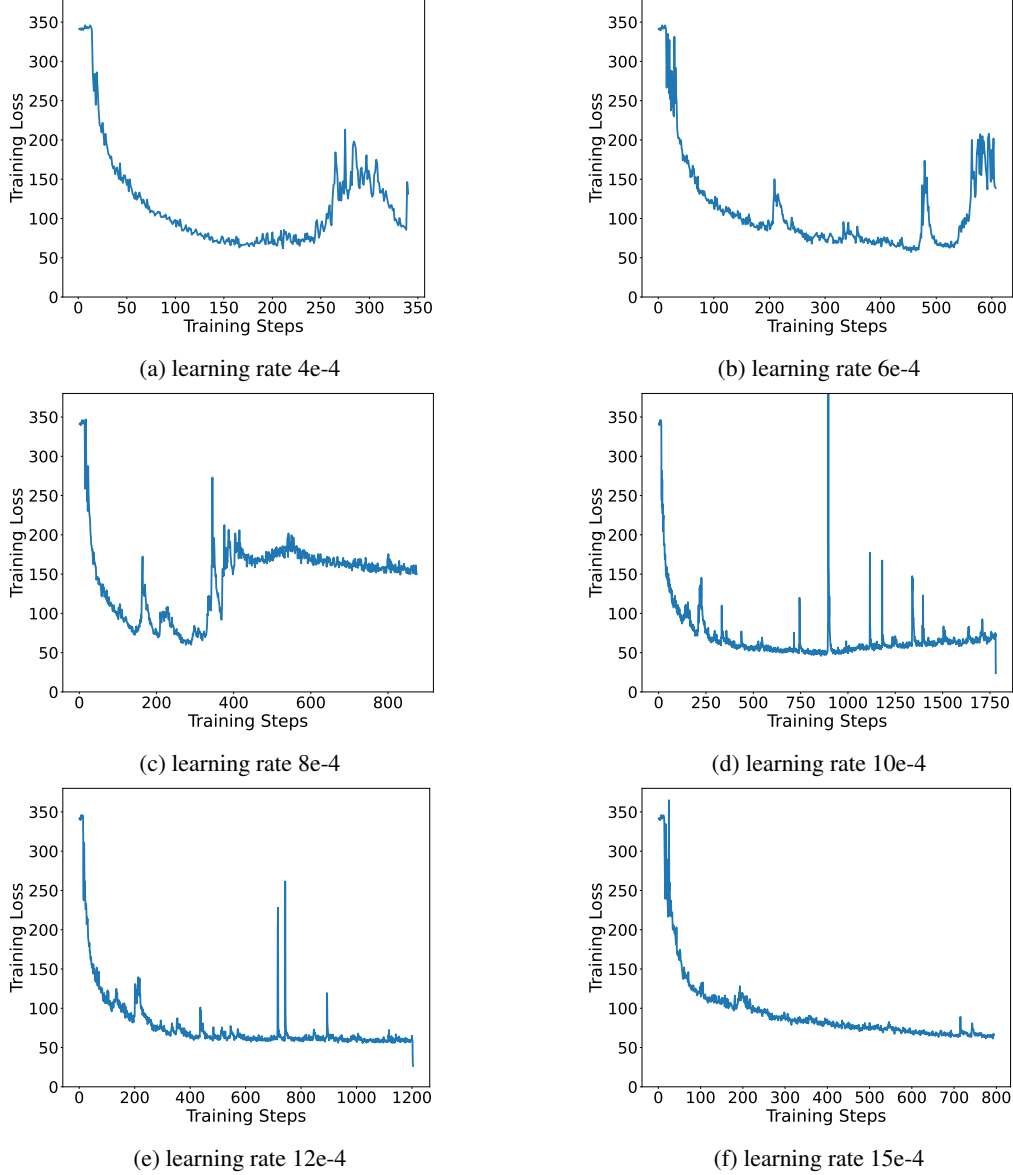 350
300
250
200
150
100
50
0
Training Loss
0 50 100 150 200 250 300 350
Training Steps
(a) learning rate 4e-4
350
300
250
200
150
100
50
0
Training Loss
0 100 200 300 400 500 600
Training Steps
(b) learning rate 6e-4
350
300
250
200
150
100
50
0
Training Loss
0 200 400 600 800
Training Steps
(c) learning rate 8e-4
350
300
250
200
150
100
50
0
Training Loss
0 250 500 750 1000 1250 1500 1750
Training Steps
(d) learning rate 10e-4
350
300
250
200
150
100
50
0
Training Loss
0 200 400 600 800 1000 1200
Training Steps
(e) learning rate 12e-4
350
300
250
200
150
100
50
0
Training Loss
0 100 200 300 400 500 600 700 800
Training Steps
(f) learning rate 15e-4